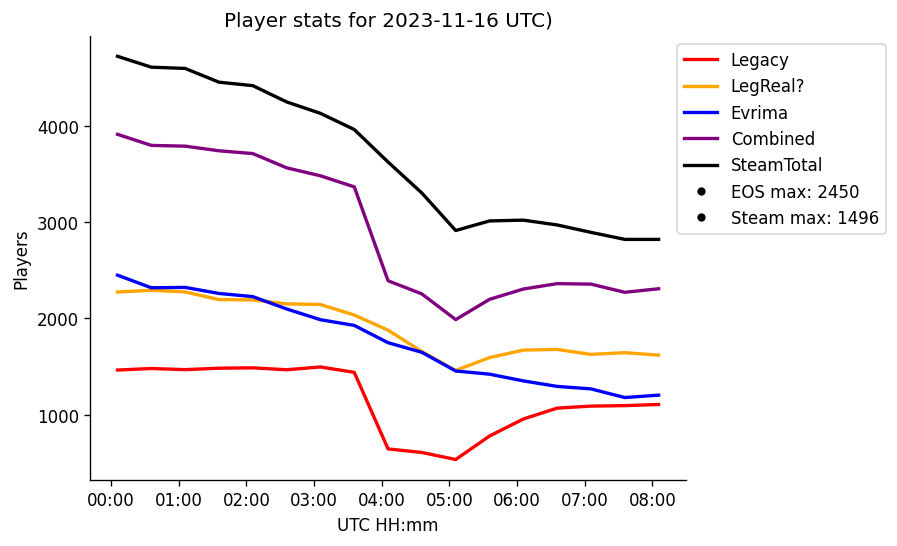 Player stats for 2023-11-16 UTC)
Legacy
LegReal?
Evrima
Combined
SteamTotal
EOS max: 2450
Steam max: 1496
Players
4000
3000
2000
1000
00:00 01:00 02:00 03:00 04:00 05:00 06:00 07:00 08:00
UTC HH:mm